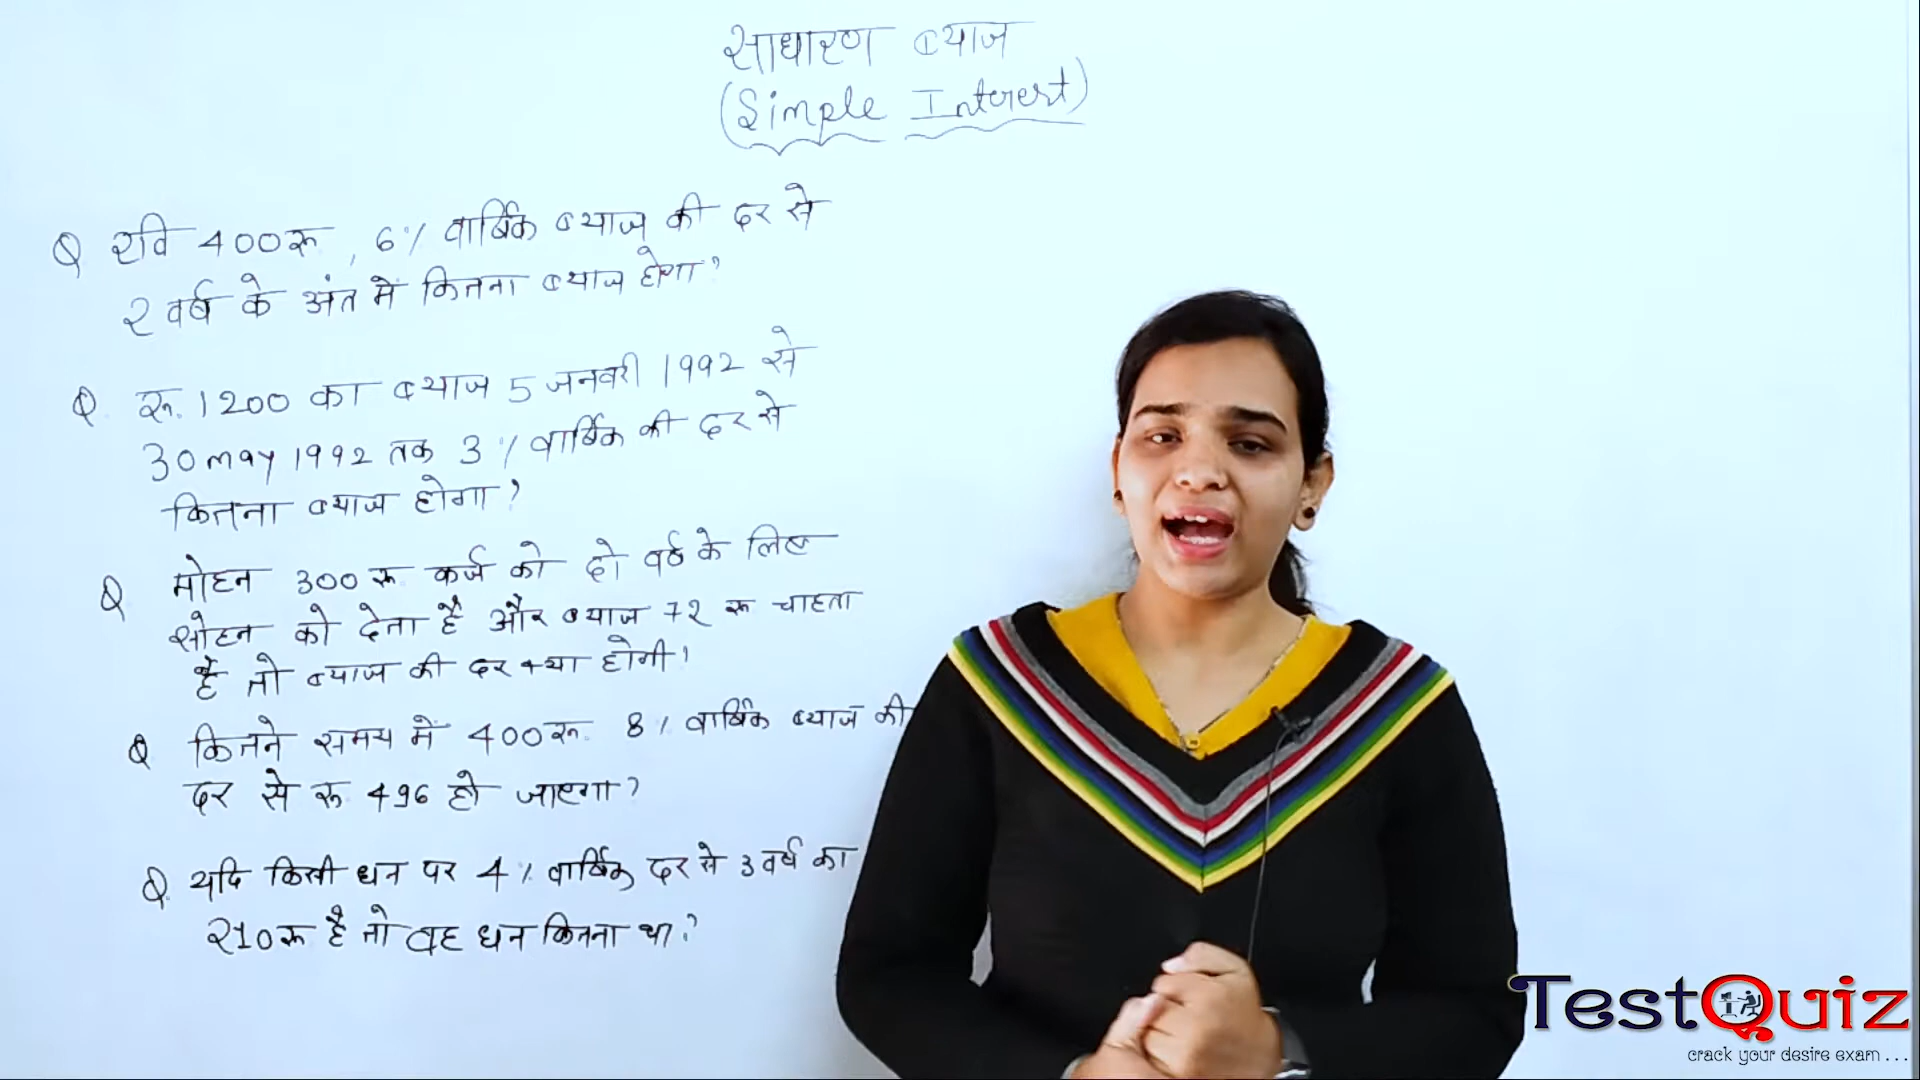 साधारण ब्याज
(Simple Interest)
Q रवि 400रू, 6% वार्षिक ब्याज की दर से
2 वर्ष के अंत में कितना ब्याज होगा?
Q. रू. 1200 का ब्याज 5 जनवरी 1992 से
30 may 1992 तक 3% वार्षिक की दर से
कितना ब्याज होगा?
Q मोहन 300 रू कर्ज को दो वर्ष के लिए
सोहन को देता है और ब्याज 72 रू चाहता
है तो ब्याज की दर क्या होगी?
Q कितने समय में 400रू. 8% वार्षिक ब्याज की
दर से रू 496 हो जाएगा?
Q. यदि किसी धन पर 4% वार्षिक दर से 3 वर्ष का
210 रू है तो वह धन कितना था?
TestQuiz
crack your desire exam . . .